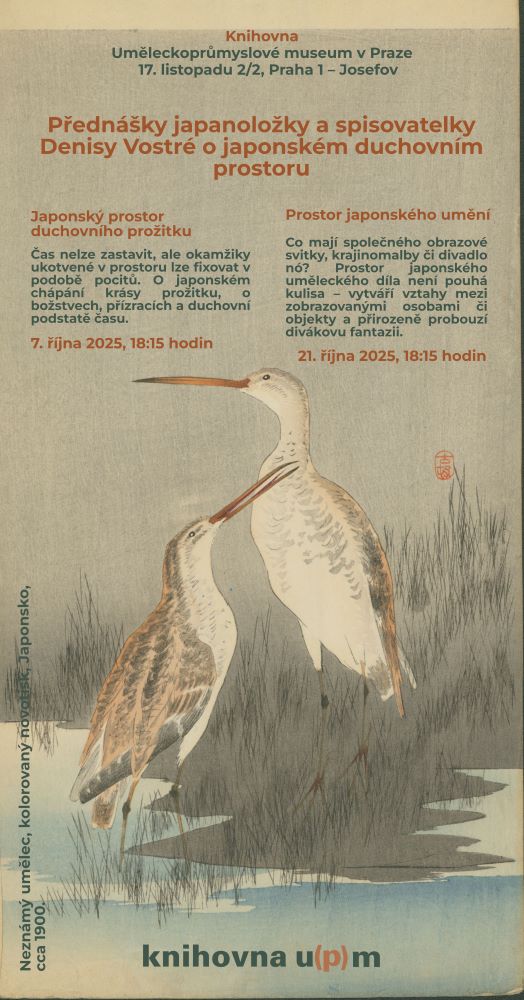 Knihovna
Uměleckoprůmyslové museum v Praze
17. listopadu 2/2, Praha 1 – Josefov
Přednášky japanoložky a spisovatelky
Denisy Vostré o japonském duchovním
prostoru
Japonský prostor
duchovního prožitku
Čas nelze zastavit, ale okamžiky
ukotvené v prostoru lze fixovat v
podobě pocitů. O japonském
chápání krásy prožitku, o
božstvech, přízracích a duchovní
podstatě času.
7. října 2025, 18:15 hodin
Prostor japonského umění
Co mají společného obrazové
svitky, krajinomalby či divadlo
nó? Prostor japonského
uměleckého díla není pouhá
kulisa – vytváří vztahy mezi
zobrazovanými osobami či
objekty a přirozeně probouzí
divákovu fantazii.
21. října 2025, 18:15 hodin
Neznámý umělec, kolorovaný novotisk, Japonsko,
cca 1900.
knihovna u(p)m